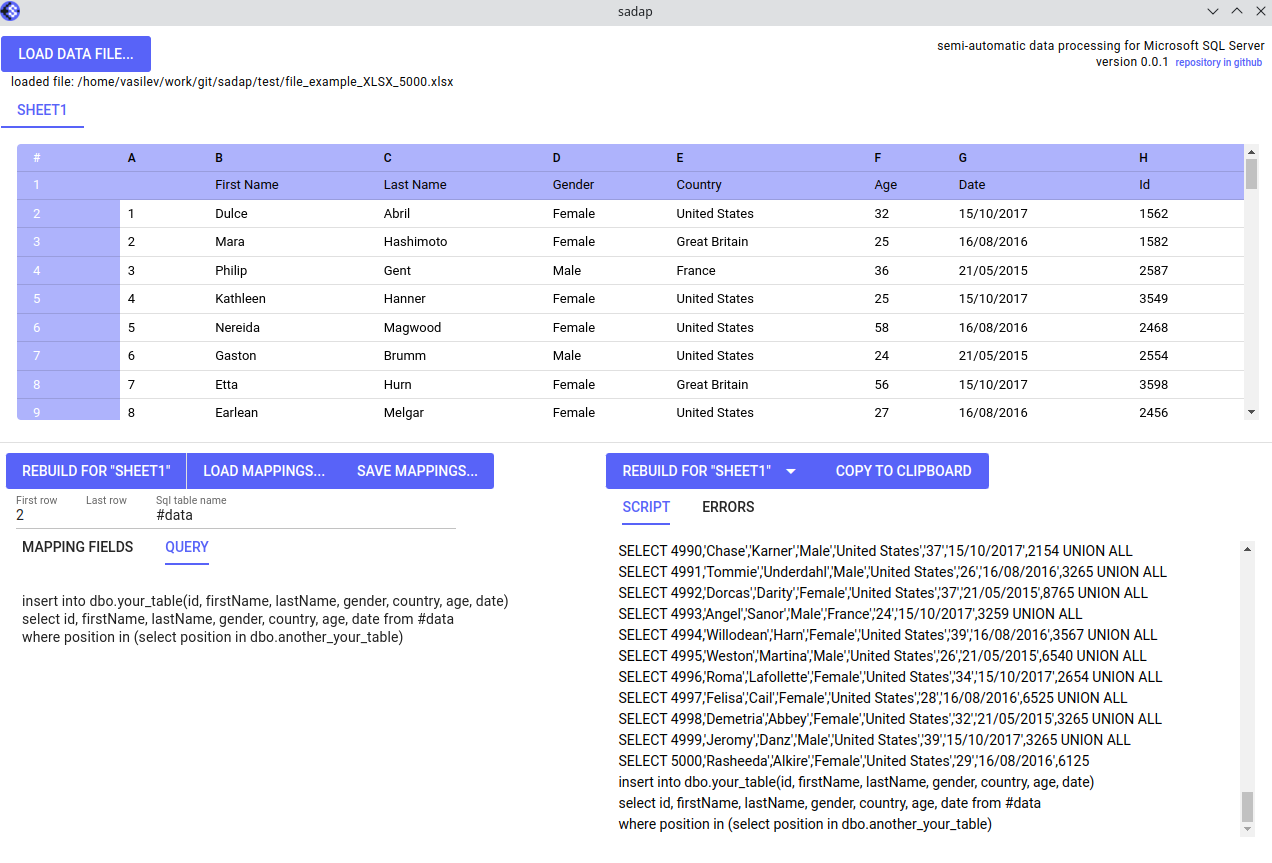 sadap
LOAD DATA FILE...
semi-automatic data processing for Microsoft SQL Server
version 0.0.1 repository in github
loaded file: /home/vasilev/work/git/sadap/test/file_example_XLSX_5000.xlsx
SHEET1
# A B C D E F G H
1 First Name Last Name Gender Country Age Date Id
2 1 Dulce Abril Female United States 32 15/10/2017 1562
3 2 Mara Hashimoto Female Great Britain 25 16/08/2016 1582
4 3 Philip Gent Male France 36 21/05/2015 2587
5 4 Kathleen Hanner Female United States 25 15/10/2017 3549
6 5 Nereida Magwood Female United States 58 16/08/2016 2468
7 6 Gaston Brumm Male United States 24 21/05/2015 2554
8 7 Etta Hurn Female Great Britain 56 15/10/2017 3598
9 8 Earlean Melgar Female United States 27 16/08/2016 2456
REBUILD FOR "SHEET1" LOAD MAPPINGS... SAVE MAPPINGS...
First row Last row Sql table name
2 #data
MAPPING FIELDS QUERY
insert into dbo.your_table(id, firstName, lastName, gender, country, age, date)
select id, firstName, lastName, gender, country, age, date from #data
where position in (select position in dbo.another_your_table)
REBUILD FOR "SHEET1" COPY TO CLIPBOARD
SCRIPT ERRORS
SELECT 4990,'Chase','Karner','Male','United States','37','15/10/2017',2154 UNION ALL
SELECT 4991,'Tommie','Underdahl','Male','United States','26','16/08/2016',3265 UNION ALL
SELECT 4992,'Dorcas','Darity','Female','United States','37','21/05/2015',8765 UNION ALL
SELECT 4993,'Angel','Sanor','Male','France','24','15/10/2017',3259 UNION ALL
SELECT 4994,'Willodean','Harn','Female','United States','39','16/08/2016',3567 UNION ALL
SELECT 4995,'Weston','Martina','Male','United States','26','21/05/2015',6540 UNION ALL
SELECT 4996,'Roma','Lafollette','Female','United States','34','15/10/2017',2654 UNION ALL
SELECT 4997,'Felisa','Cail','Female','United States','28','16/08/2016',6525 UNION ALL
SELECT 4998,'Demetria','Abbey','Female','United States','32','21/05/2015',3265 UNION ALL
SELECT 4999,'Jeromy','Danz','Male','United States','39','15/10/2017',3265 UNION ALL
SELECT 5000,'Rasheeda','Alkire','Female','United States','29','16/08/2016',6125
insert into dbo.your_table(id, firstName, lastName, gender, country, age, date)
select id, firstName, lastName, gender, country, age, date from #data
where position in (select position in dbo.another_your_table)